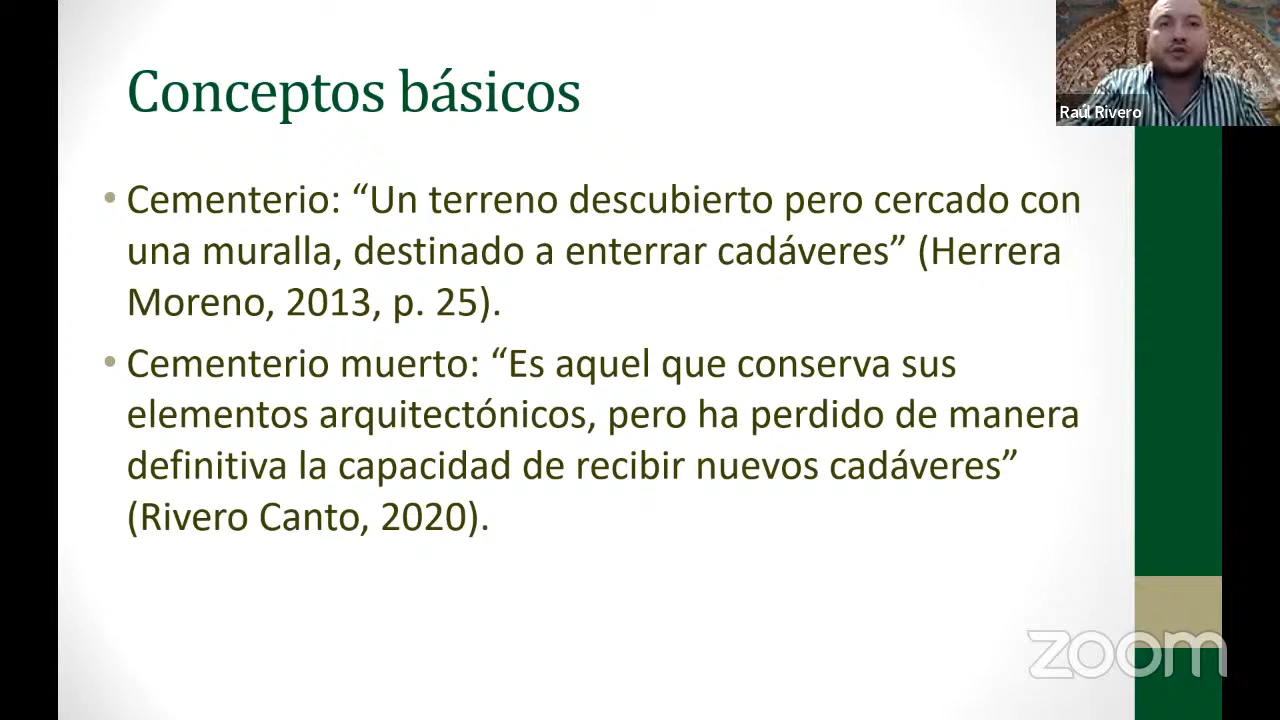 Conceptos básicos
Raúl Rivero
• Cementerio: “Un terreno descubierto pero cercado con
una muralla, destinado a enterrar cadáveres” (Herrera
Moreno, 2013, p. 25).
• Cementerio muerto: “Es aquel que conserva sus
elementos arquitectónicos, pero ha perdido de manera
definitiva la capacidad de recibir nuevos cadáveres”
(Rivero Canto, 2020).
zoom